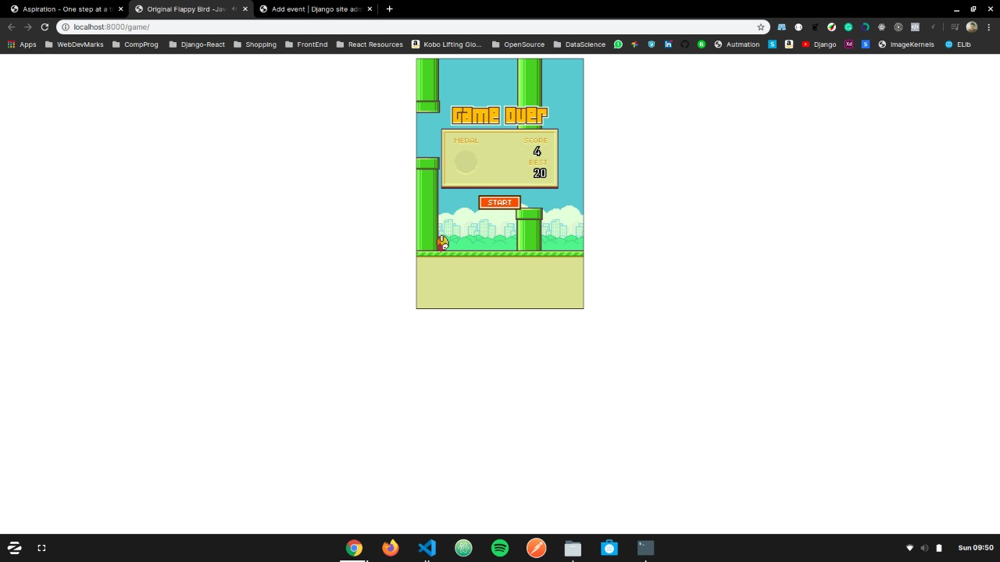 Aspiration - One step at a ti
Original Flappy Bird -Jav
Add event | Django site adm
localhost:8000/game/
Apps
WebDevMarks
CompProg
Django-React
Shopping
FrontEnd
React Resources
Kobo Lifting Glo...
OpenSource
DataScience
Autmation
Django
ImageKernels
ELib
Game Over
MEDAL
SCORE
4
BEST
20
START
Sun 09:50